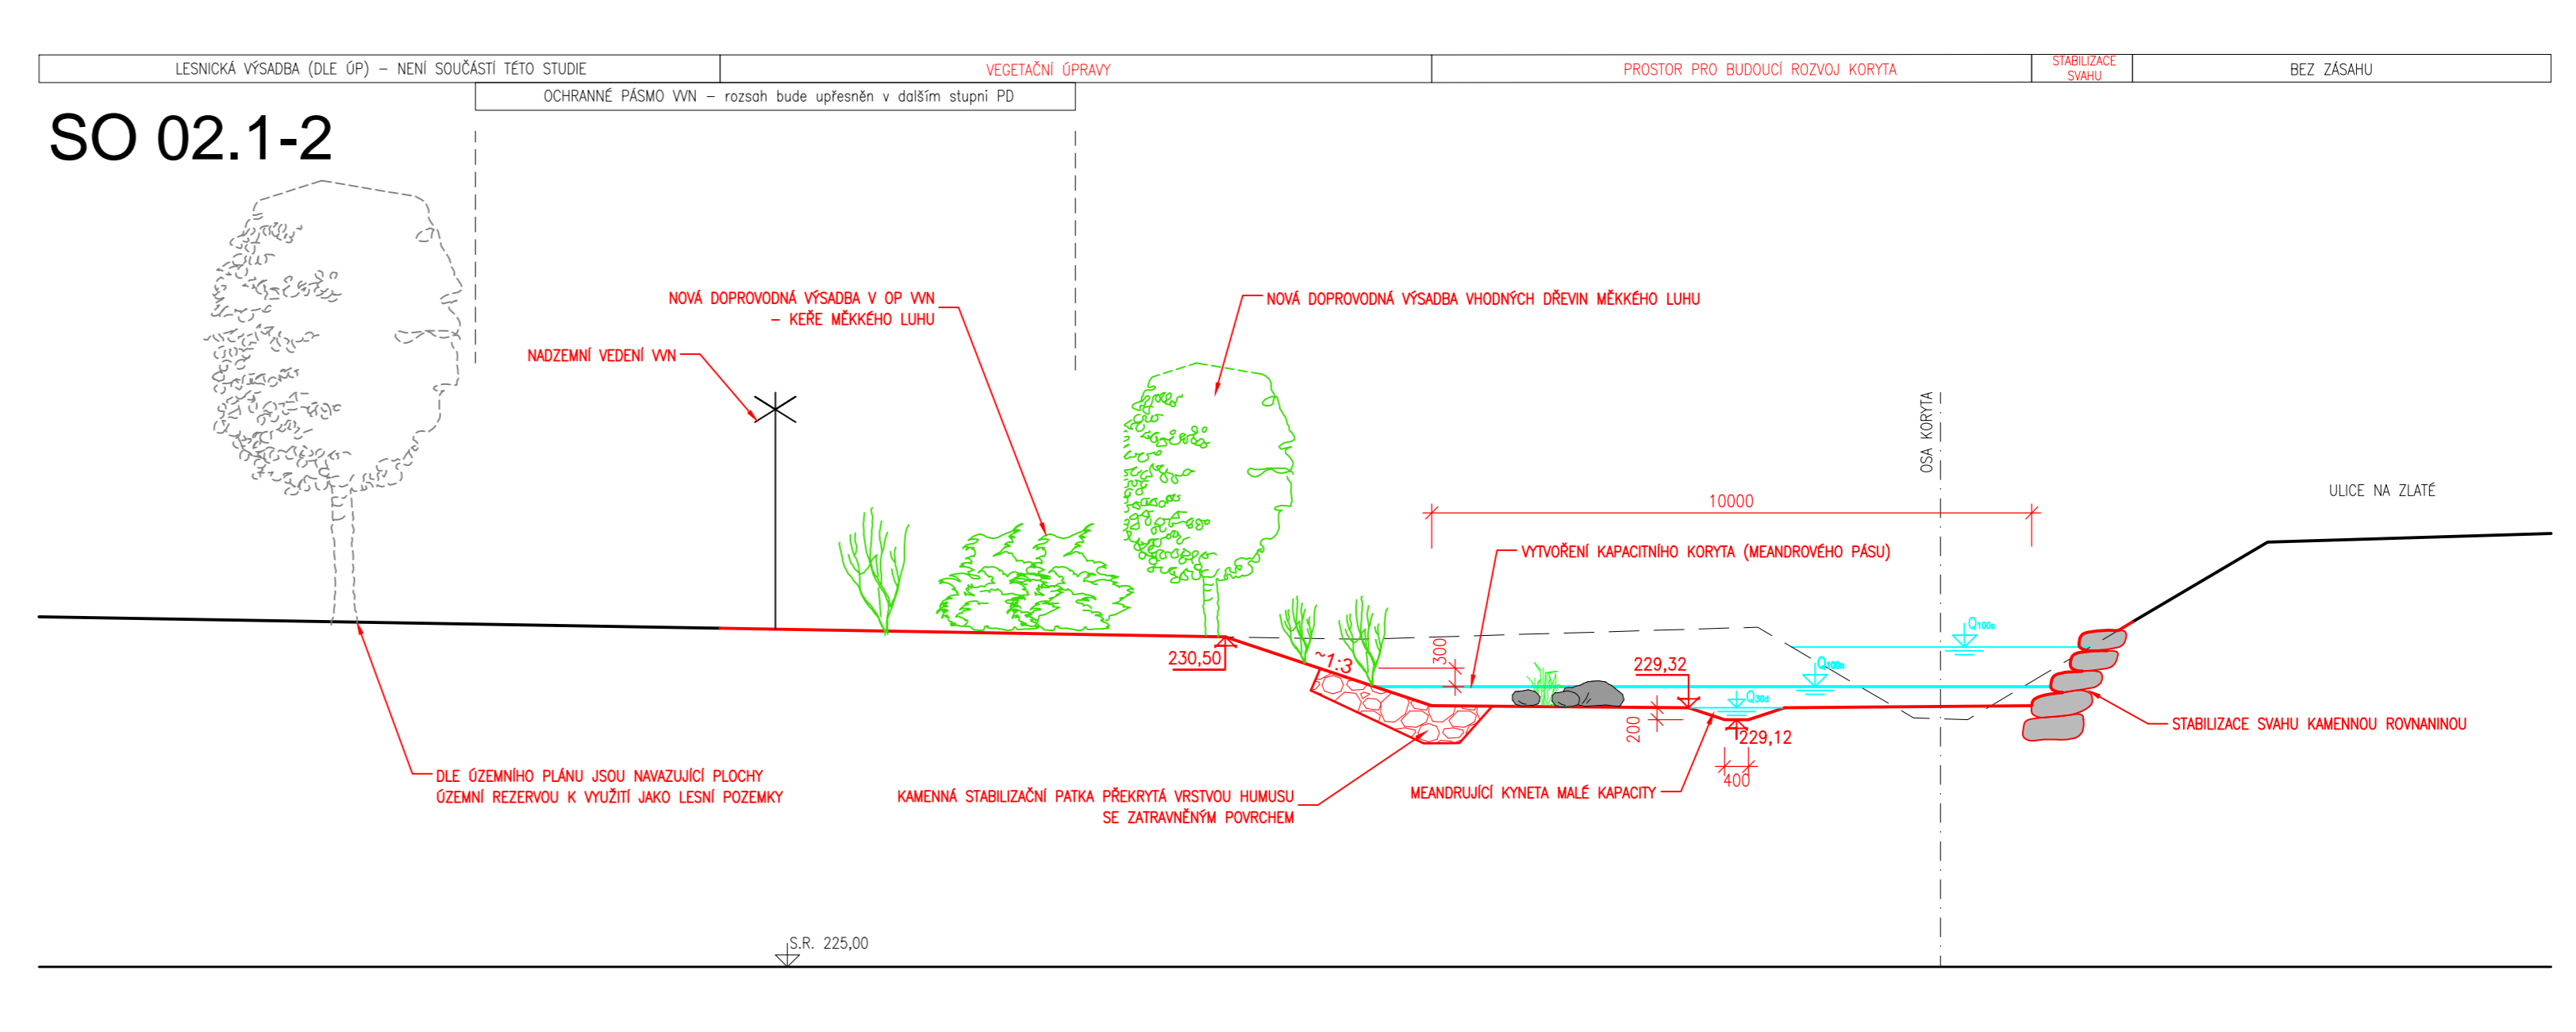 LESNICKÁ VÝSADBA (DLE ÚP) – NENÍ SOUČÁSTÍ TÉTO STUDIE
VEGETAČNÍ ÚPRAVY
PROSTOR PRO BUDOUCÍ ROZVOJ KORYTA
STABILIZACE
SVAHU
BEZ ZÁSAHU
OCHRANNÉ PÁSMO VVN – rozsah bude upřesněn v dalším stupni PD
SO 02.1-2
NOVÁ DOPROVODNÁ VÝSADBA V OP VVN
– KEŘE MĚKKÉHO LUHU
NOVÁ DOPROVODNÁ VÝSADBA VHODNÝCH DŘEVIN MĚKKÉHO LUHU
NADZEMNÍ VEDENÍ VVN
OSA KORYTA
ULICE NA ZLATÉ
10000
VYTVOŘENÍ KAPACITNÍHO KORYTA (MEANDROVÉHO PÁSU)
Q100s
230,50
~1:3
300
229,32
Q100n
Q30d
200
229,12
400
STABILIZACE SVAHU KAMENNOU ROVNANINOU
DLE ÚZEMNÍHO PLÁNU JSOU NAVAZUJÍCÍ PLOCHY
ÚZEMNÍ REZERVOU K VYUŽITÍ JAKO LESNÍ POZEMKY
KAMENNÁ STABILIZAČNÍ PATKA PŘEKRYTÁ VRSTVOU HUMUSU
SE ZATRAVNĚNÝM POVRCHEM
MEANDRUJÍCÍ KYNETA MALÉ KAPACITY
S.R. 225,00